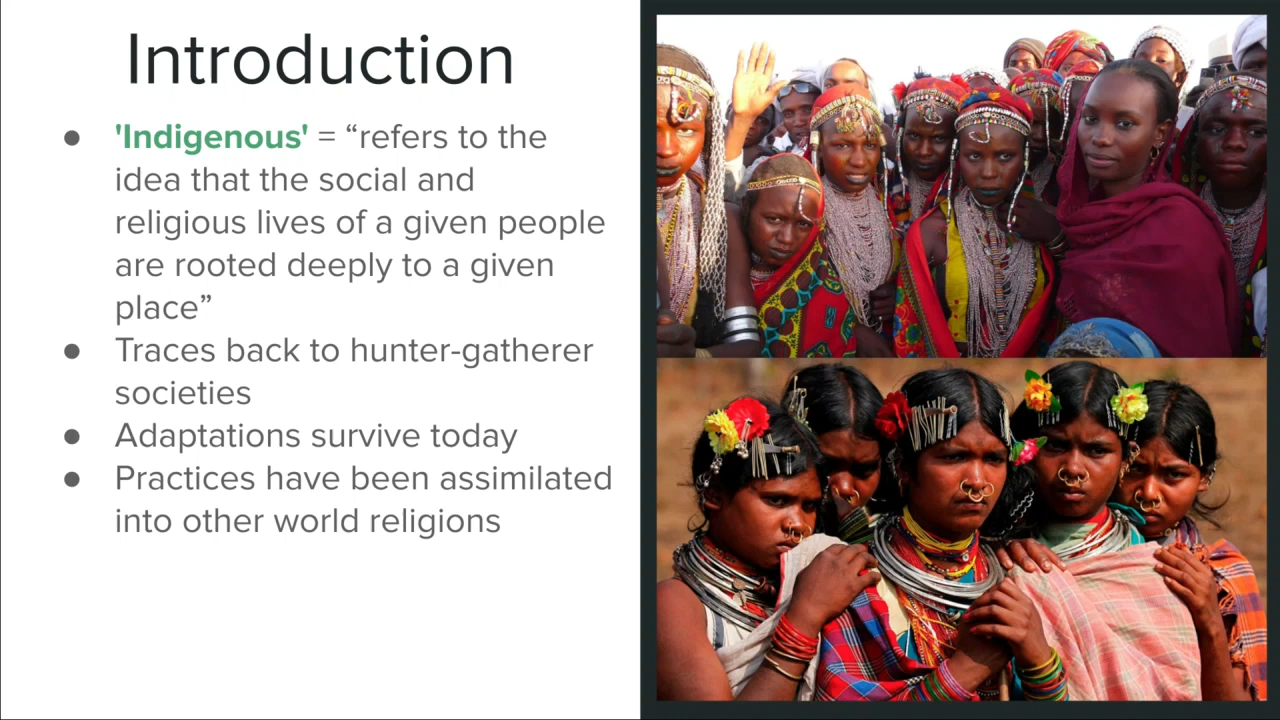 Introduction
● 'Indigenous' = “refers to the
idea that the social and
religious lives of a given people
are rooted deeply to a given
place”
● Traces back to hunter-gatherer
societies
● Adaptations survive today
● Practices have been assimilated
into other world religions